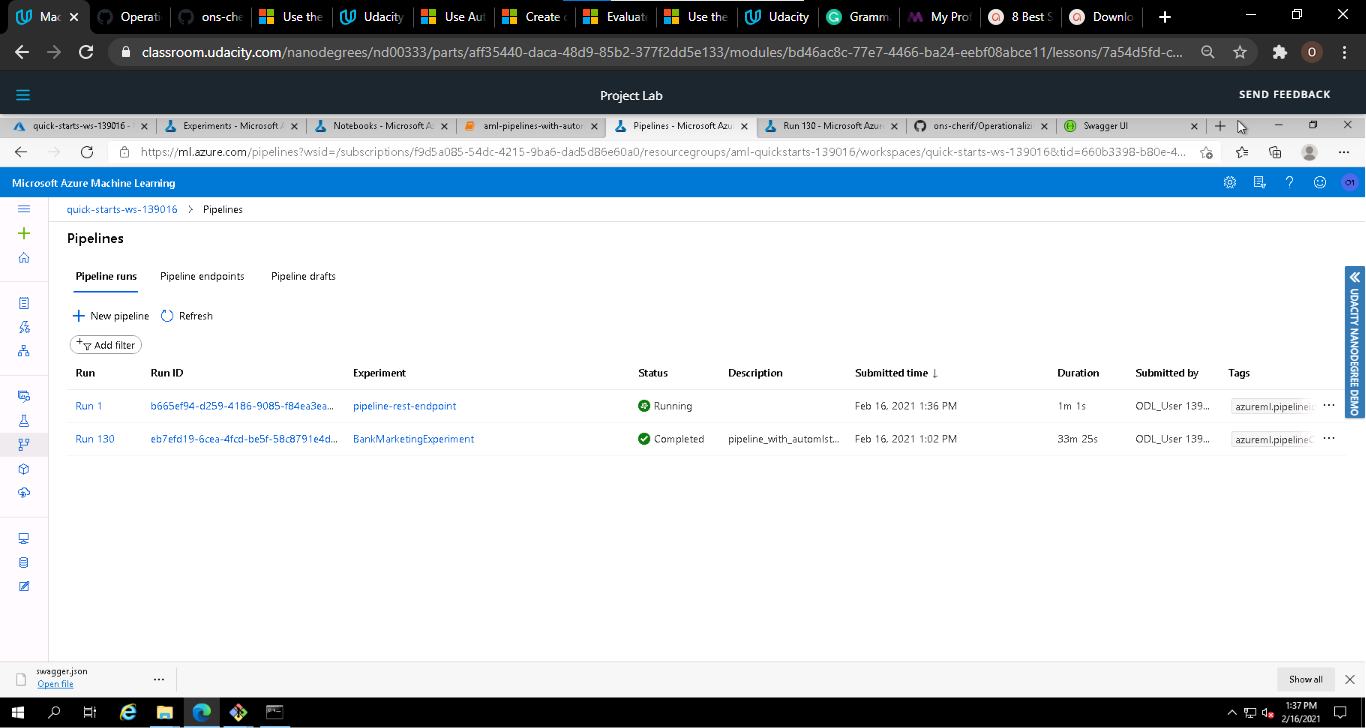 Mac
Operati
ons-che
Use the
Udacity
Use Aut
Create
Evaluate
Use the
Udacity
Gramma
My Prof
8 Best S
Downlo
classroom.udacity.com/nanodegrees/nd00333/parts/aff35440-daca-48d9-85b2-377f2dd5e133/modules/bd46ac8c-77e7-4466-ba24-eebf08abce11/lessons/7a54d5fd-c...
O
Project Lab
SEND FEEDBACK
quick-starts-ws-139016 -
Experiments - Microsoft A
Notebooks - Microsoft Az
aml-pipelines-with-autom
Pipelines - Microsoft Azur
Run 130 - Microsoft Azure
ons-cherif/Operationalizi
Swagger UI
https://ml.azure.com/pipelines?wsid=/subscriptions/f9d5a085-54dc-4215-9ba6-dad5d86e60a0/resourcegroups/aml-quickstarts-139016/workspaces/quick-starts-ws-139016&tid=660b3398-b80e-4...
Microsoft Azure Machine Learning
quick-starts-ws-139016 > Pipelines
Pipelines
Pipeline runs
Pipeline endpoints
Pipeline drafts
New pipeline
Refresh
Add filter
Run Run ID Experiment Status Description Submitted time ↓ Duration Submitted by Tags
Run 1 b665ef94-d259-4186-9085-f84ea3ea... pipeline-rest-endpoint Running Feb 16, 2021 1:36 PM 1m 1s ODL_User 139... azureml.pipelinei
Run 130 eb7efd19-6cea-4fcd-be5f-58c8791e4d... BankMarketingExperiment Completed pipeline_with_automlst... Feb 16, 2021 1:02 PM 33m 25s ODL_User 139... azureml.pipeline
UDACITY NANODEGREE DEMO
swagger.json
Open file
Show all
1:37 PM
2/16/2021